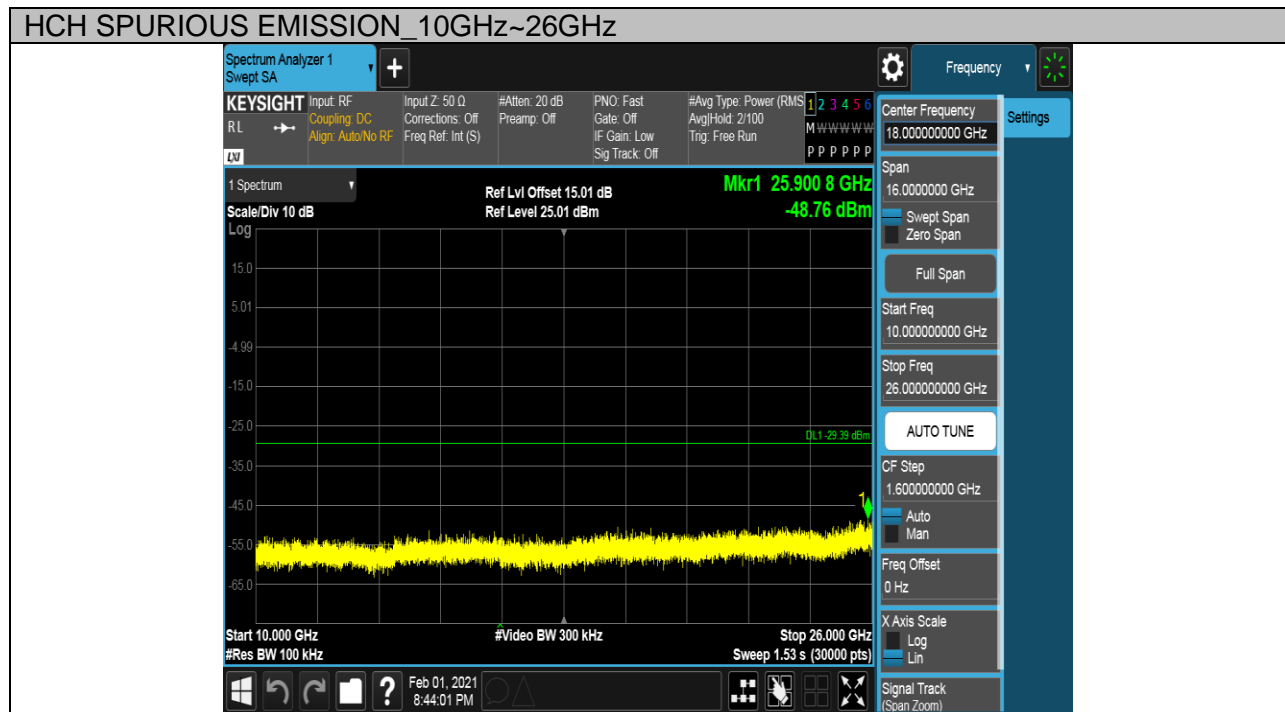 HCH SPURIOUS EMISSION_10GHz~26GHz
Spectrum Analyzer 1
Swept SA
+
Frequency
KEYSIGHT
RL
LXI
Input: RF
Coupling: DC
Align: Auto/No RF
Input Z: 50 Ω
Corrections: Off
Freq Ref: Int (S)
#Atten: 20 dB
Preamp: Off
PNO: Fast
Gate: Off
IF Gain: Low
Sig Track: Off
#Avg Type: Power (RMS
Avg|Hold: 2/100
Trig: Free Run
1 2 3 4 5 6
M W W W W W
P P P P P P
1 Spectrum
Scale/Div 10 dB
Log
Ref Lvl Offset 15.01 dB
Ref Level 25.01 dBm
Mkr1 25.900 8 GHz
-48.76 dBm
15.0
5.01
-4.99
-15.0
-25.0
DL1 -29.39 dBm
-35.0
-45.0
1
-55.0
-65.0
Start 10.000 GHz
#Res BW 100 kHz
#Video BW 300 kHz
Stop 26.000 GHz
Sweep 1.53 s (30000 pts)
?
Feb 01, 2021
8:44:01 PM
Center Frequency
18.000000000 GHz
Settings
Span
16.0000000 GHz
Swept Span
Zero Span
Full Span
Start Freq
10.000000000 GHz
Stop Freq
26.000000000 GHz
AUTO TUNE
CF Step
1.600000000 GHz
Auto
Man
Freq Offset
0 Hz
X Axis Scale
Log
Lin
Signal Track
(Span Zoom)